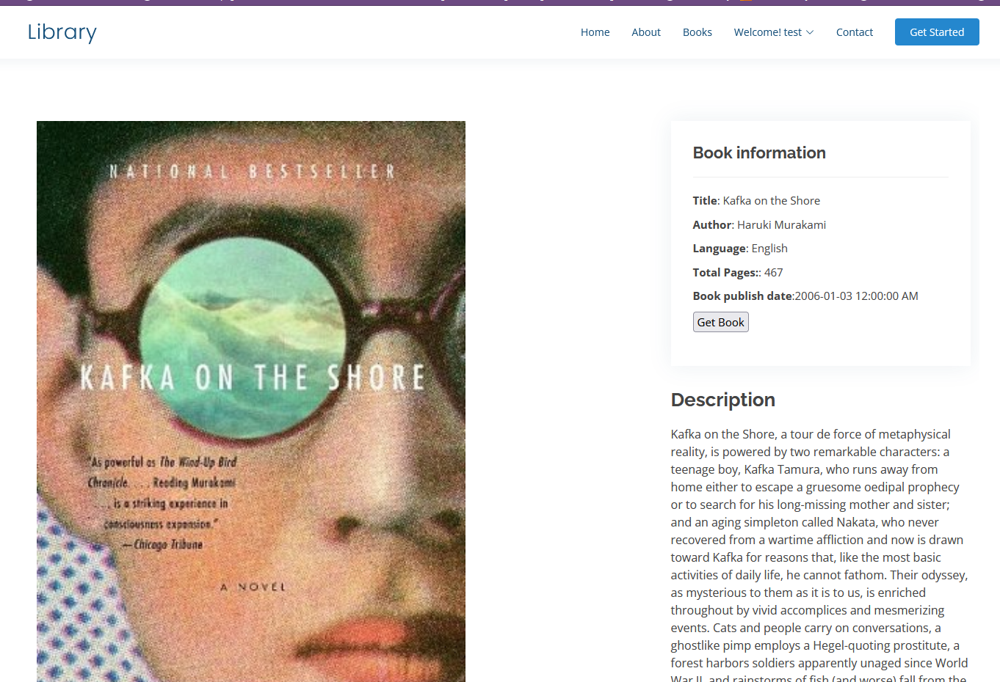 Library
Home
About
Books
Welcome! test
Contact
Get Started
NATIONAL BESTSELLER
KAFKA ON THE SHORE
"As powerful as The Wind-Up Bird
Chronicle. . . . Reading Murakami
. . . is a striking experience in
consciousness expansion."
—Chicago Tribune
A NOVEL
Book information
Title: Kafka on the Shore
Author: Haruki Murakami
Language: English
Total Pages:: 467
Book publish date:2006-01-03 12:00:00 AM
Get Book
Description
Kafka on the Shore, a tour de force of metaphysical
reality, is powered by two remarkable characters: a
teenage boy, Kafka Tamura, who runs away from
home either to escape a gruesome oedipal prophecy
or to search for his long-missing mother and sister;
and an aging simpleton called Nakata, who never
recovered from a wartime affliction and now is drawn
toward Kafka for reasons that, like the most basic
activities of daily life, he cannot fathom. Their odyssey,
as mysterious to them as it is to us, is enriched
throughout by vivid accomplices and mesmerizing
events. Cats and people carry on conversations, a
ghostlike pimp employs a Hegel-quoting prostitute, a
forest harbors soldiers apparently unaged since World
War II, and rainstorms of fish (and worse) fall from the